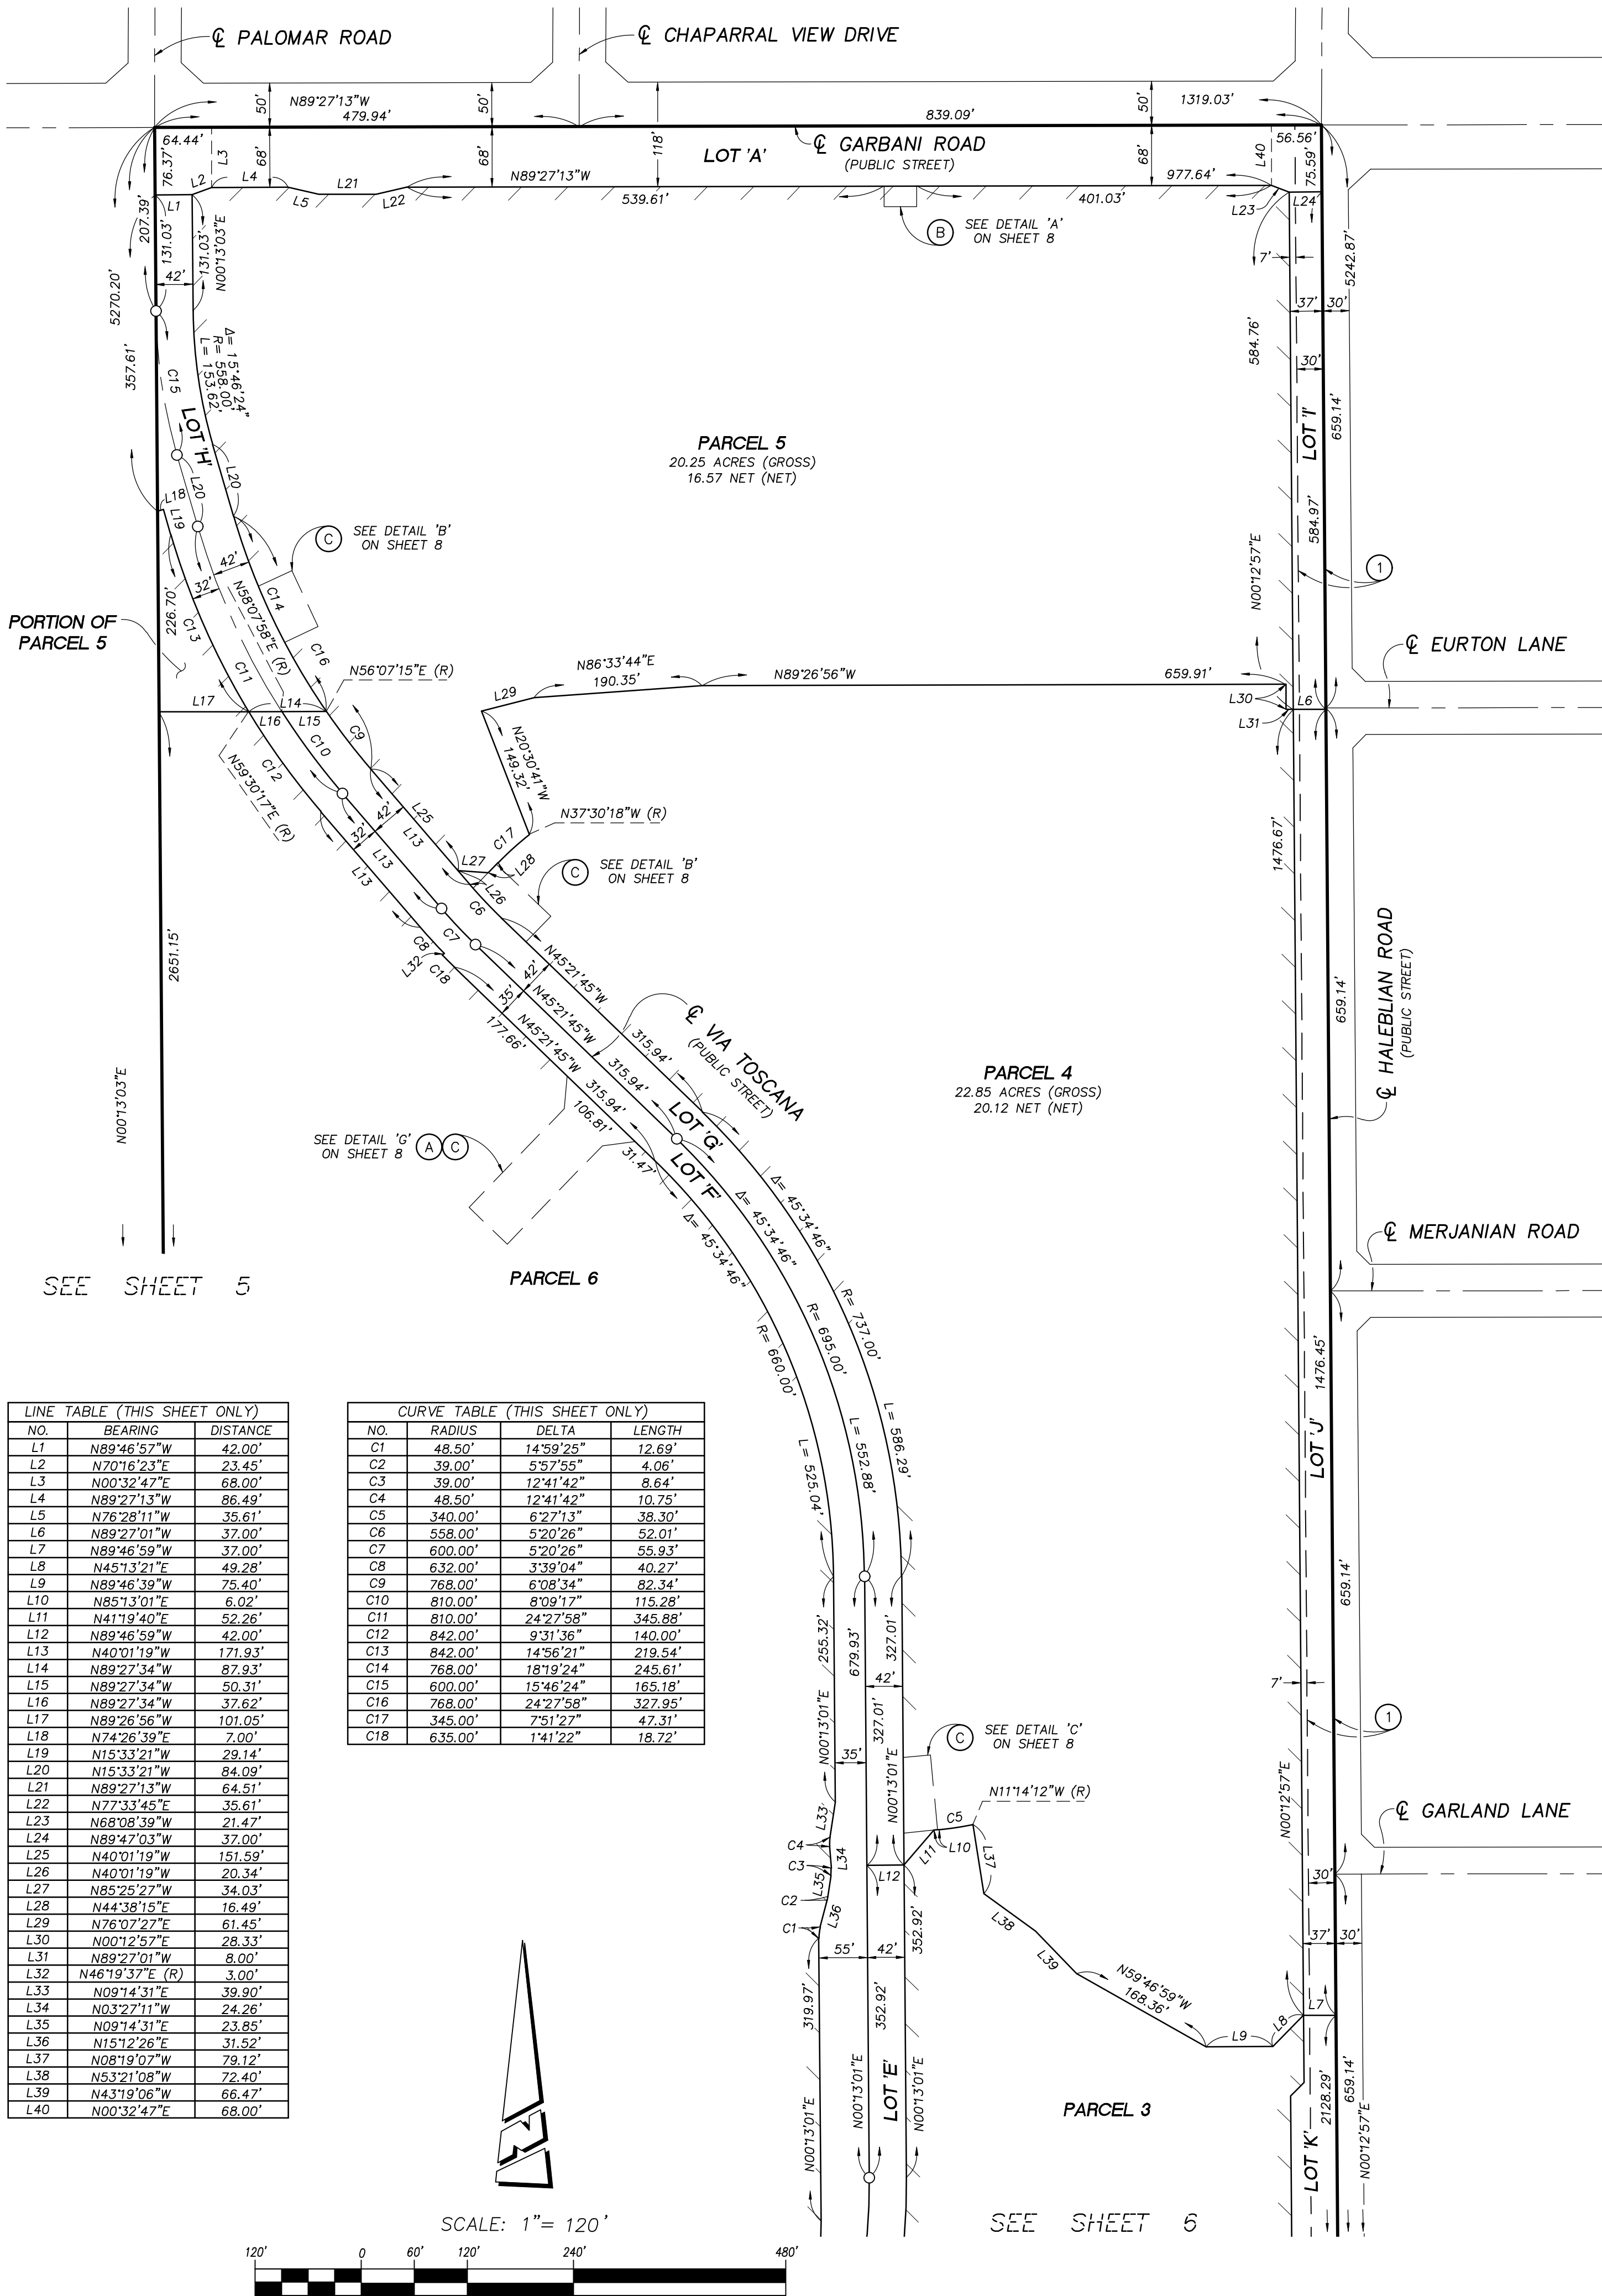 ℄ PALOMAR ROAD
℄ CHAPARRAL VIEW DRIVE
N89°27'13"W
479.94'
50'
50'
839.09'
50'
1319.03'
64.44'
76.37'
L3
68'
68'
118'
LOT 'A'
℄ GARBANI ROAD
(PUBLIC STREET)
68'
L40
56.56'
75.59'
L2
L4
L1
L5
L21
L22
N89°27'13"W
539.61'
977.64'
401.03'
L23
L24
B
SEE DETAIL 'A'
ON SHEET 8
207.39'
131.03'
131.03'
N00°13'03"E
42'
5270.20'
357.61'
C15
Δ= 15°46'24"
R= 558.00'
L= 153.62'
LOT 'H'
7'
37'
30'
30'
5242.87'
584.76'
659.14'
LOT 'I'
PARCEL 5
20.25 ACRES (GROSS)
16.57 NET (NET)
L20
L20
L18
L19
C
SEE DETAIL 'B'
ON SHEET 8
42'
32'
C14
N58°07'58"E (R)
584.97'
N00°12'57"E
1
PORTION OF
PARCEL 5
226.70'
C13
C11
C16
N56°07'15"E (R)
L17
L14
L16
L15
L29
N86°33'44"E
190.35'
N89°26'56"W
659.91'
L30
L6
L31
℄ EURTON LANE
C9
C10
C12
N59°30'17"E (R)
N20°30'41"W
149.32'
N37°30'18"W (R)
42'
32'
L25
L13
L13
L13
C17
L27
L28
L26
C
SEE DETAIL 'B'
ON SHEET 8
1476.67'
C6
C7
C8
L32
C18
2651.15'
N45°21'45"W
42'
35'
N45°21'45"W
N45°21'45"W
177.66'
315.94'
315.94'
315.94'
106.81'
31.47'
℄ VIA TOSCANA
(PUBLIC STREET)
LOT 'G'
LOT 'F'
659.14'
℄ HALEBLIAN ROAD
(PUBLIC STREET)
PARCEL 4
22.85 ACRES (GROSS)
20.12 NET (NET)
N00°13'03"E
SEE DETAIL 'G'
ON SHEET 8
A
C
SEE SHEET 5
PARCEL 6
Δ= 45°34'46"
Δ= 45°34'46"
Δ= 45°34'46"
R= 737.00'
R= 695.00'
R= 660.00'
L= 586.29'
L= 552.88'
L= 525.04'
℄ MERJANIAN ROAD
1476.45'
LOT 'J'
659.14'
LINE TABLE (THIS SHEET ONLY)
NO. BEARING DISTANCE
L1 N89°46'57"W 42.00'
L2 N70°16'23"E 23.45'
L3 N00°32'47"E 68.00'
L4 N89°27'13"W 86.49'
L5 N76°28'11"W 35.61'
L6 N89°27'01"W 37.00'
L7 N89°46'59"W 37.00'
L8 N45°13'21"E 49.28'
L9 N89°46'39"W 75.40'
L10 N85°13'01"E 6.02'
L11 N41°19'40"E 52.26'
L12 N89°46'59"W 42.00'
L13 N40°01'19"W 171.93'
L14 N89°27'34"W 87.93'
L15 N89°27'34"W 50.31'
L16 N89°27'34"W 37.62'
L17 N89°26'56"W 101.05'
L18 N74°26'39"E 7.00'
L19 N15°33'21"W 29.14'
L20 N15°33'21"W 84.09'
L21 N89°27'13"W 64.51'
L22 N77°33'45"E 35.61'
L23 N68°08'39"W 21.47'
L24 N89°47'03"W 37.00'
L25 N40°01'19"W 151.59'
L26 N40°01'19"W 20.34'
L27 N85°25'27"W 34.03'
L28 N44°38'15"E 16.49'
L29 N76°07'27"E 61.45'
L30 N00°12'57"E 28.33'
L31 N89°27'01"W 8.00'
L32 N46°19'37"E (R) 3.00'
L33 N09°14'31"E 39.90'
L34 N03°27'11"W 24.26'
L35 N09°14'31"E 23.85'
L36 N15°12'26"E 31.52'
L37 N08°19'07"W 79.12'
L38 N53°21'08"W 72.40'
L39 N43°19'06"W 66.47'
L40 N00°32'47"E 68.00'
CURVE TABLE (THIS SHEET ONLY)
NO. RADIUS DELTA LENGTH
C1 48.50' 14°59'25" 12.69'
C2 39.00' 5°57'55" 4.06'
C3 39.00' 12°41'42" 8.64'
C4 48.50' 12°41'42" 10.75'
C5 340.00' 6°27'13" 38.30'
C6 558.00' 5°20'26" 52.01'
C7 600.00' 5°20'26" 55.93'
C8 632.00' 3°39'04" 40.27'
C9 768.00' 6°08'34" 82.34'
C10 810.00' 8°09'17" 115.28'
C11 810.00' 24°27'58" 345.88'
C12 842.00' 9°31'36" 140.00'
C13 842.00' 14°56'21" 219.54'
C14 768.00' 18°19'24" 245.61'
C15 600.00' 15°46'24" 165.18'
C16 768.00' 24°27'58" 327.95'
C17 345.00' 7°51'27" 47.31'
C18 635.00' 1°41'22" 18.72'
255.32'
679.93'
327.01'
42'
327.01'
35'
N00°13'01"E
N00°13'01"E
C
SEE DETAIL 'C'
ON SHEET 8
N11°14'12"W (R)
7'
1
N00°12'57"E
℄ GARLAND LANE
L33
C4
C3
L34
L35
C2
L36
C1
L12
L11
C5
L10
L37
L38
L39
N59°46'59"W
168.36'
L9
L8
L7
30'
37'
30'
55'
42'
352.92'
352.92'
319.97'
N00°13'01"E
N00°13'01"E
N00°13'01"E
LOT 'E'
PARCEL 3
2128.29'
659.14'
N00°12'57"E
LOT 'K'
N
SCALE: 1"= 120'
SEE SHEET 6
120' 0 60' 120' 240' 480'